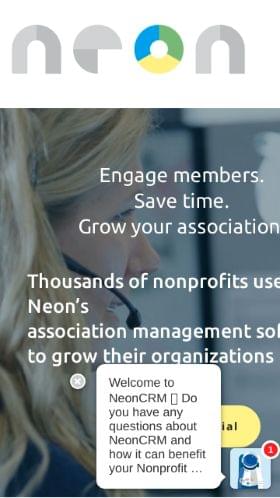 neon
Engage members.
Save time.
Grow your association
Thousands of nonprofits use
Neon’s
association management sol
to grow their organizations
Welcome to
NeonCRM ▯ Do
you have any
questions about
NeonCRM and
how it can benefit
your Nonprofit ...
ial
1